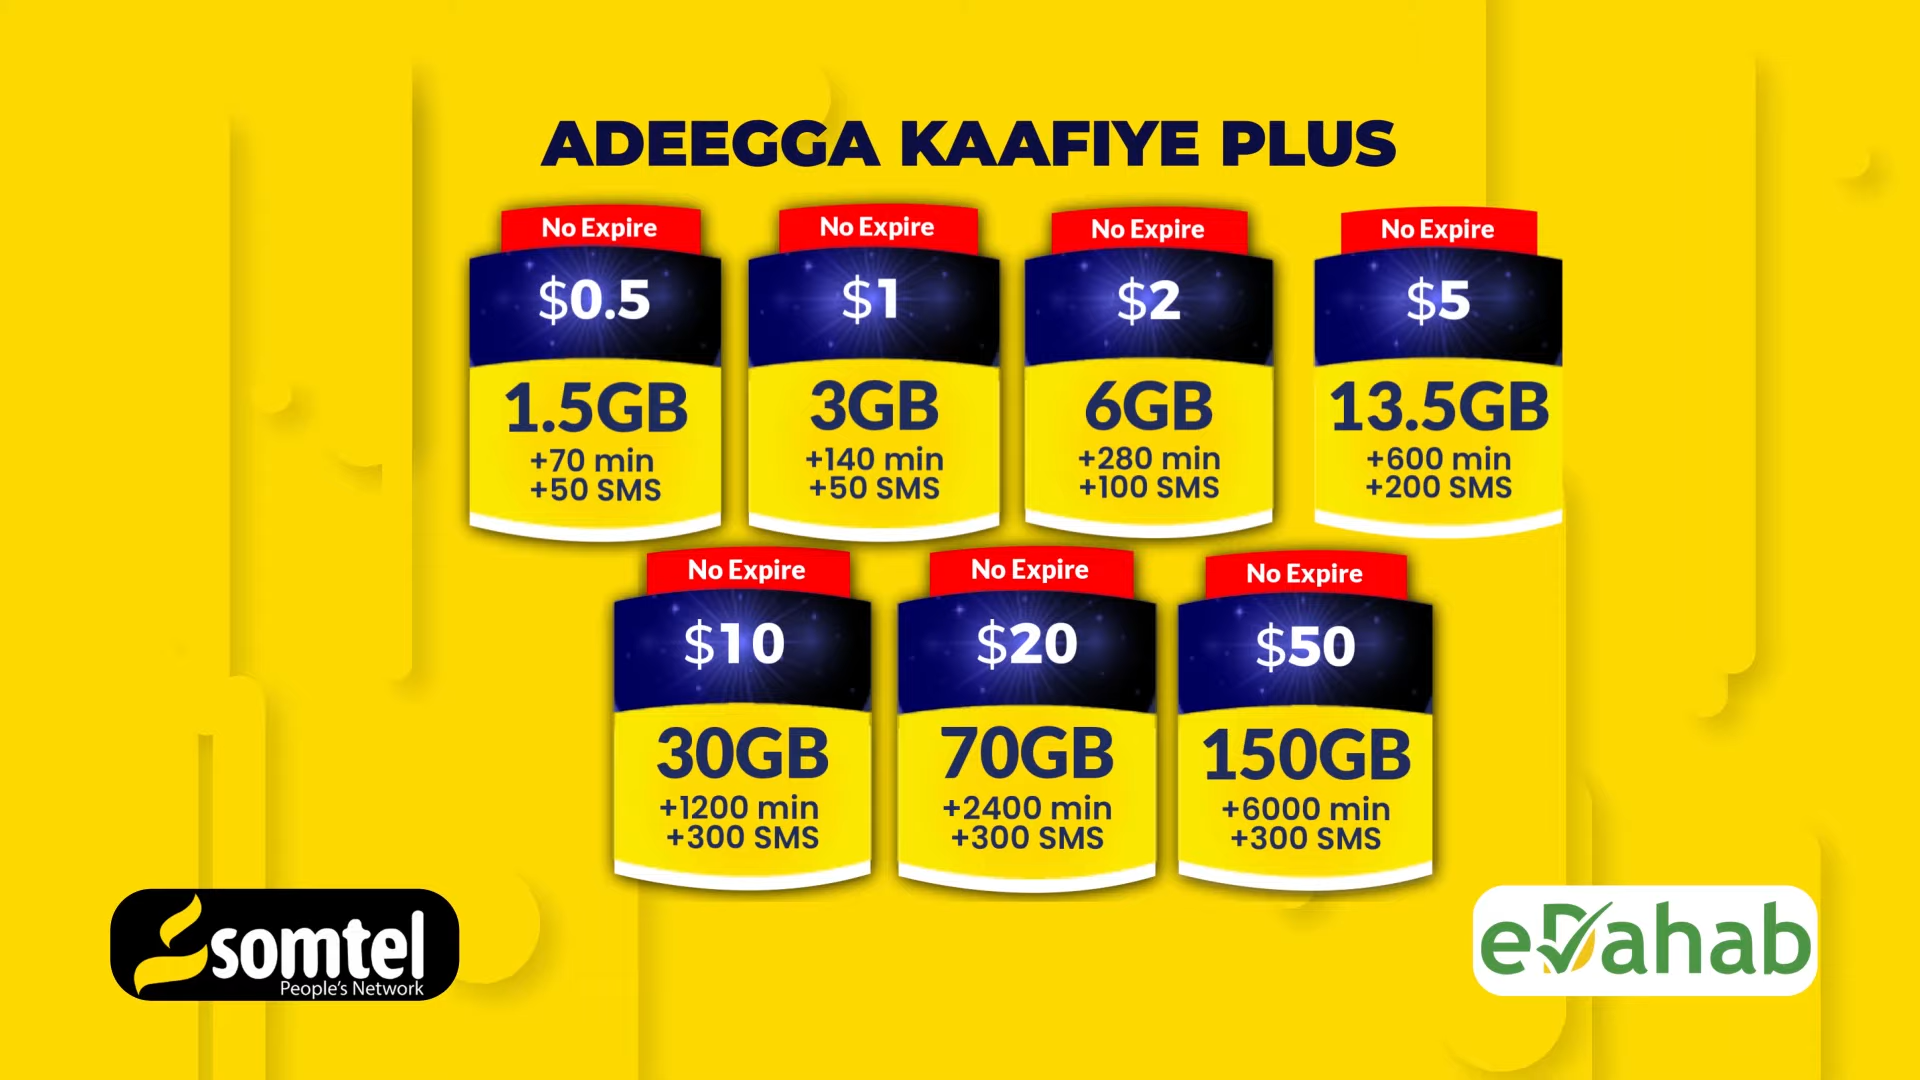 ADEEGGA KAAFIYE PLUS
No Expire
$0.5
1.5GB
+70 min
+50 SMS
No Expire
$1
3GB
+140 min
+50 SMS
No Expire
$2
6GB
+280 min
+100 SMS
No Expire
$5
13.5GB
+600 min
+200 SMS
No Expire
$10
30GB
+1200 min
+300 SMS
No Expire
$20
70GB
+2400 min
+300 SMS
No Expire
$50
150GB
+6000 min
+300 SMS
somtel
People's Network
eDahab